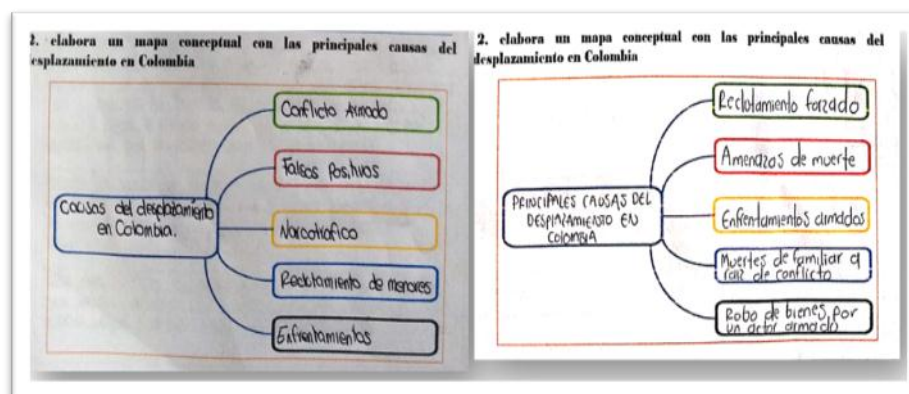 2. elabora un mapa conceptual con las principales causas del
esplazamiento en Colombia
Causas del desplazamiento
en Colombia.
Conflicto Armado
Falsos Positivos
Narcotrafico
Reclutamiento de menores
Enfrentamientos
2. elabora un mapa conceptual con las principales causas del
desplazamiento en Colombia
PRINCIPALES CAUSAS DEL
DESPLAZAMIENTO EN
COLOMBIA
Reclutamiento forzado
Amenazas de muerte
Enfrentamientos armados
Muertes de familiar a
raiz de conflicto
Robo de bienes, por
un actor armado